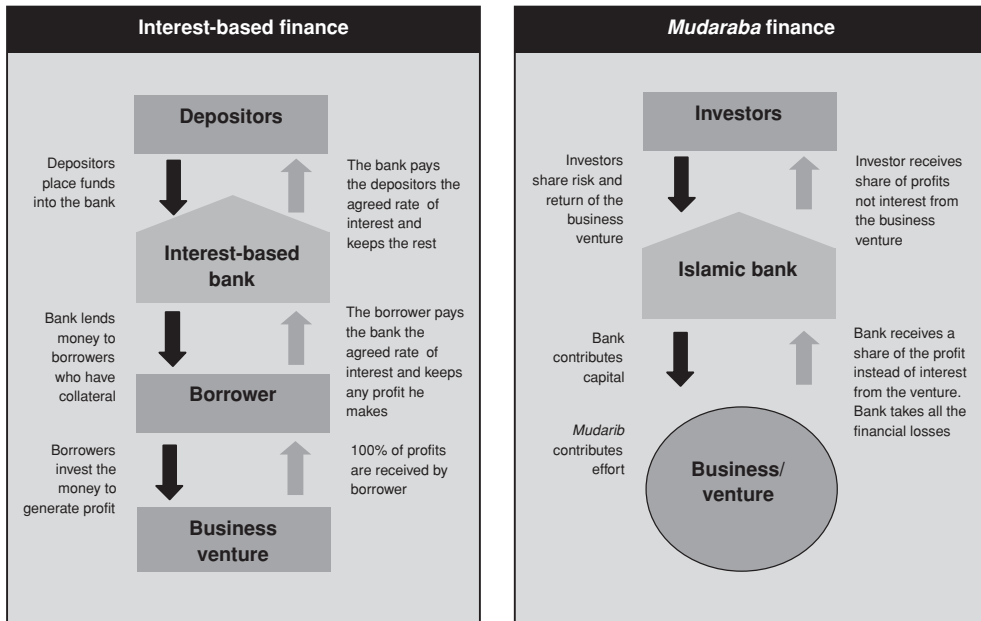 Interest-based finance
Depositors
Depositors
place funds
into the bank
The bank pays
the depositors the
agreed rate of
interest and
keeps the rest
Interest-based
bank
Bank lends
money to
borrowers
who have
collateral
The borrower pays
the bank the
agreed rate of
interest and keeps
any profit he
makes
Borrower
Borrowers
invest the
money to
generate profit
100% of profits
are received by
borrower
Business
venture
Mudaraba finance
Investors
Investors
share risk and
return of the
business
venture
Investor receives
share of profits
not interest from
the business
venture
Islamic bank
Bank
contributes
capital
Mudarib
contributes
effort
Bank receives a
share of the profit
instead of interest
from the venture.
Bank takes all the
financial losses
Business/
venture